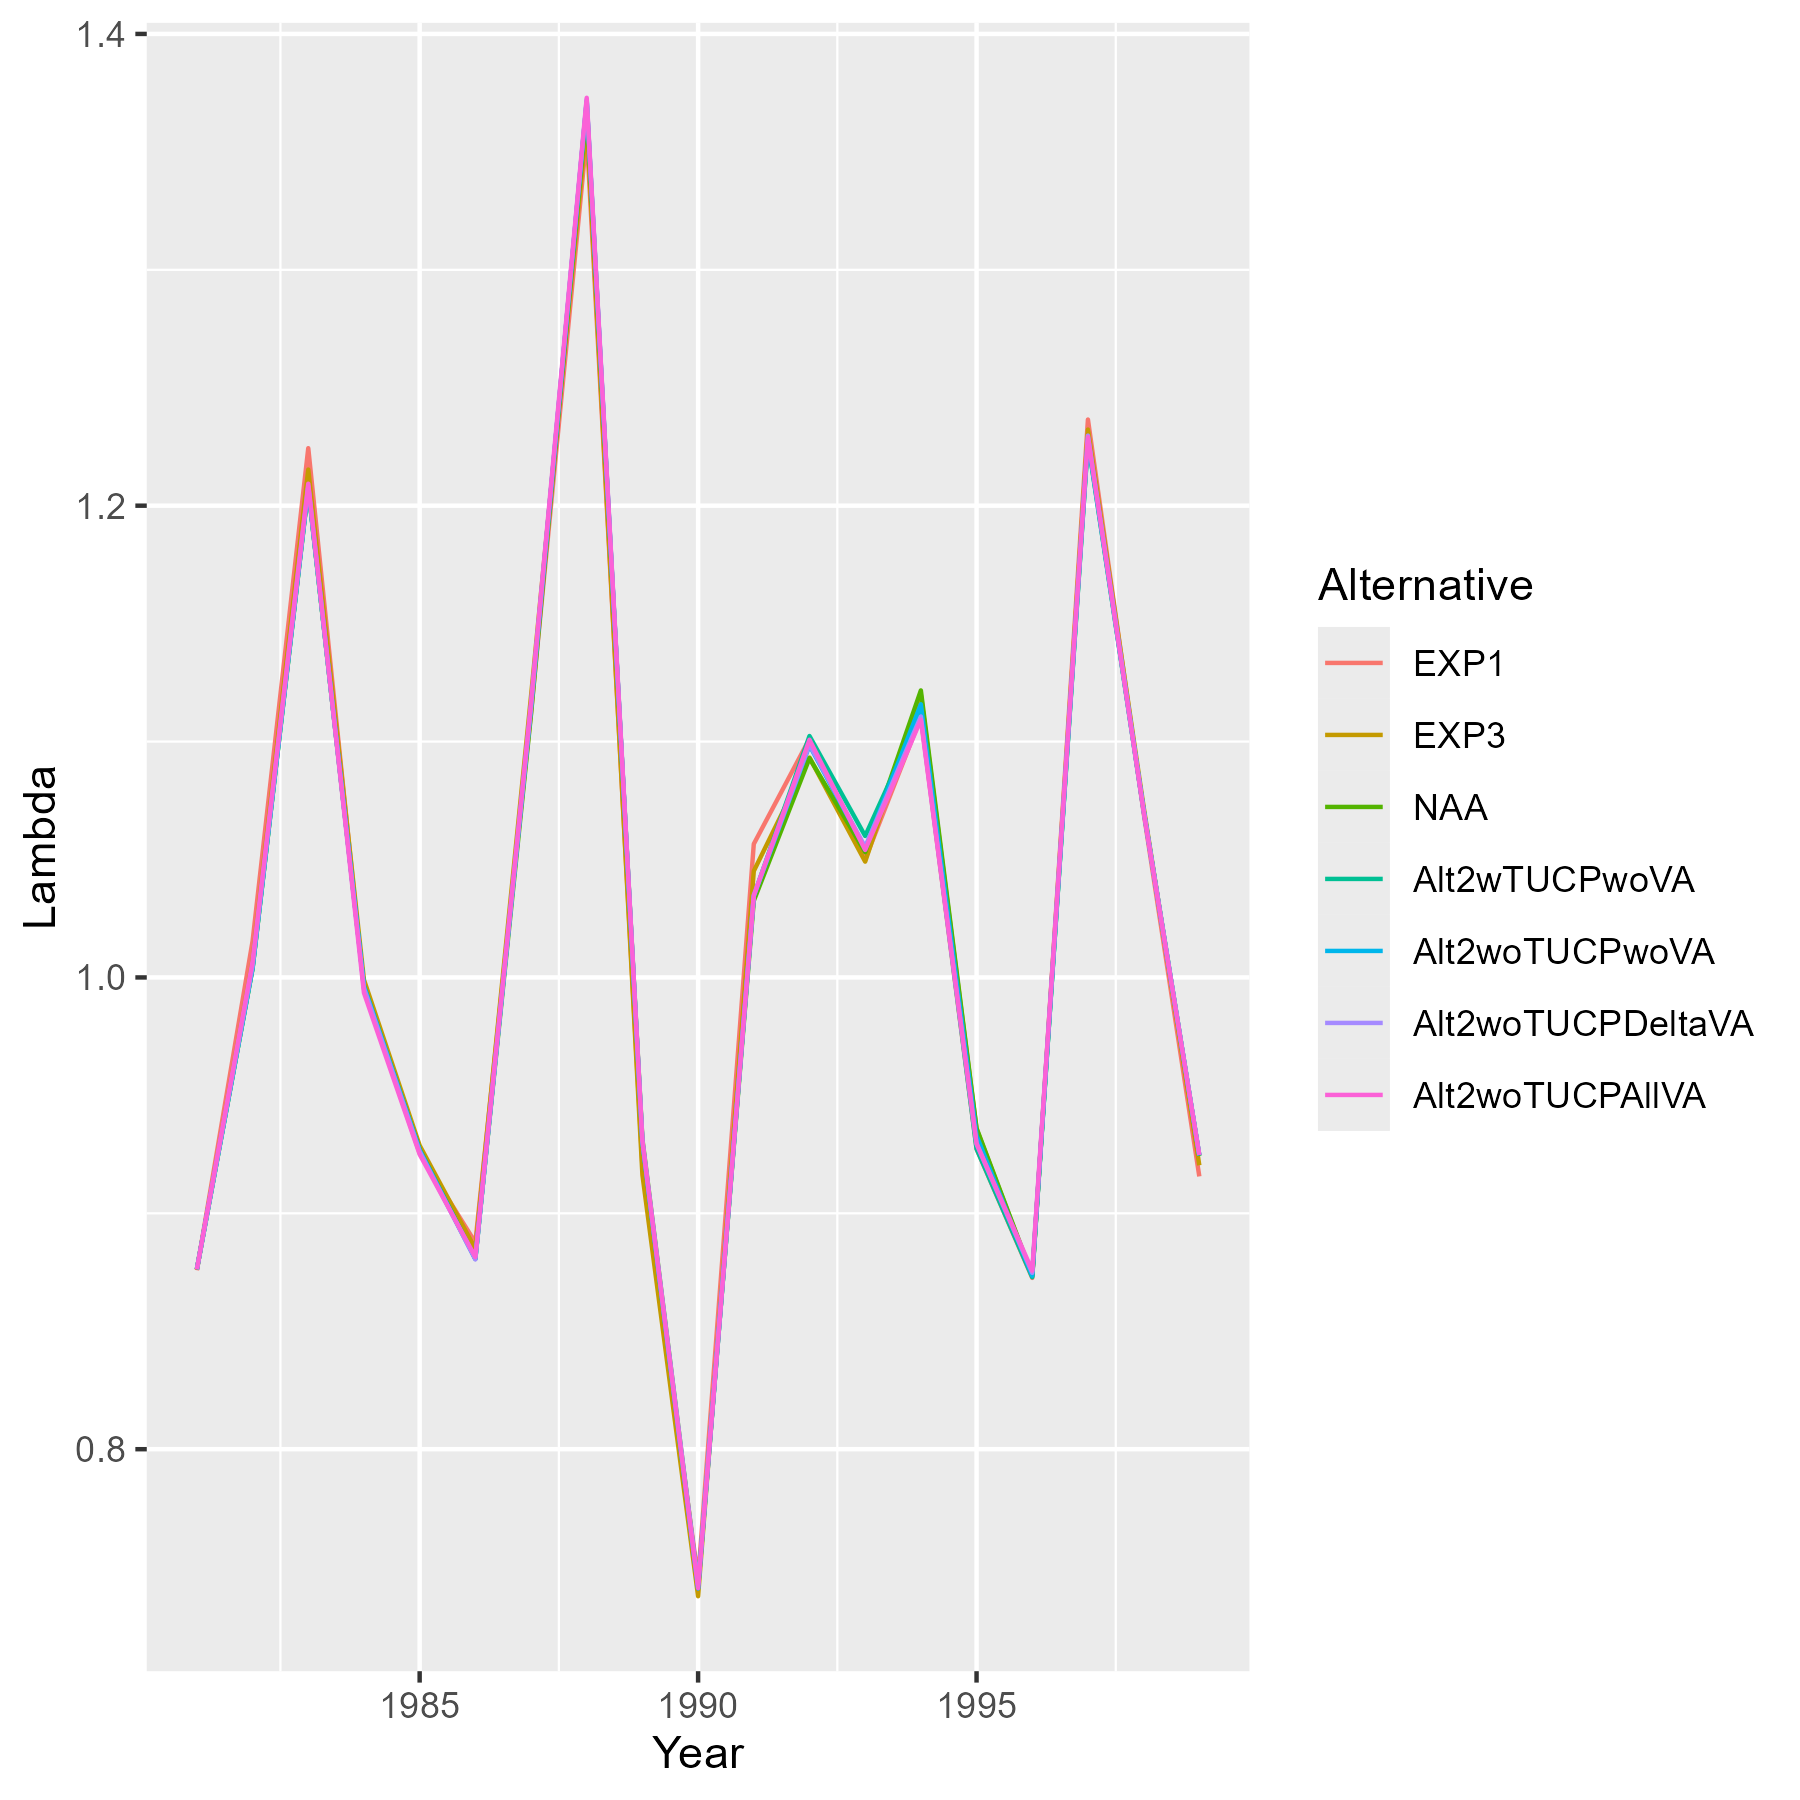 1.4
1.2
1.0
0.8
Lambda
1985
1990
1995
Year
Alternative
EXP1
EXP3
NAA
Alt2wTUCPwoVA
Alt2woTUCPwoVA
Alt2woTUCPDeltaVA
Alt2woTUCPAllVA